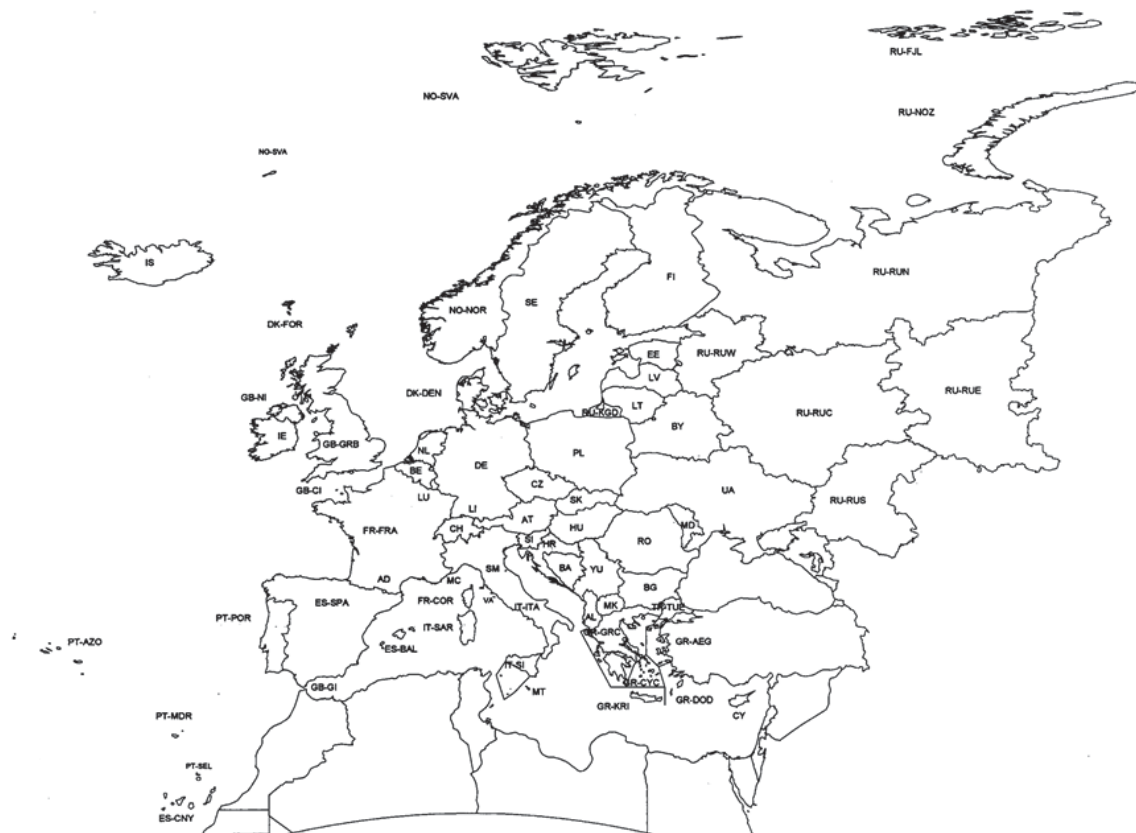 RU-FJL
NO-SVA
RU-NOZ
NO-SVA
IS
RU-RUN
FI
NO-NOR
SE
DK-FOR
EE
RU-RUW
LV
RU-RUE
DK-DEN
GB-NI
LT
RU-KGD
RU-RUC
BY
IE
GB-GRB
NL
PL
BE
DE
CZ
GB-CI
LU
SK
UA
RU-RUS
LI
AT
FR-FRA
CH
HU
MD
SI
HR
RO
SM
BA
YU
AD
MC
BG
ES-SPA
FR-COR
VA
IT-ITA
MK
TR-TUE
PT-POR
AL
IT-SAR
GR-GRC
PT-AZO
GR-AEG
ES-BAL
IT-SI
GR-CYC
GB-GI
MT
GR-DOD
GR-KRI
PT-MDR
CY
PT-SEL
ES-CNY